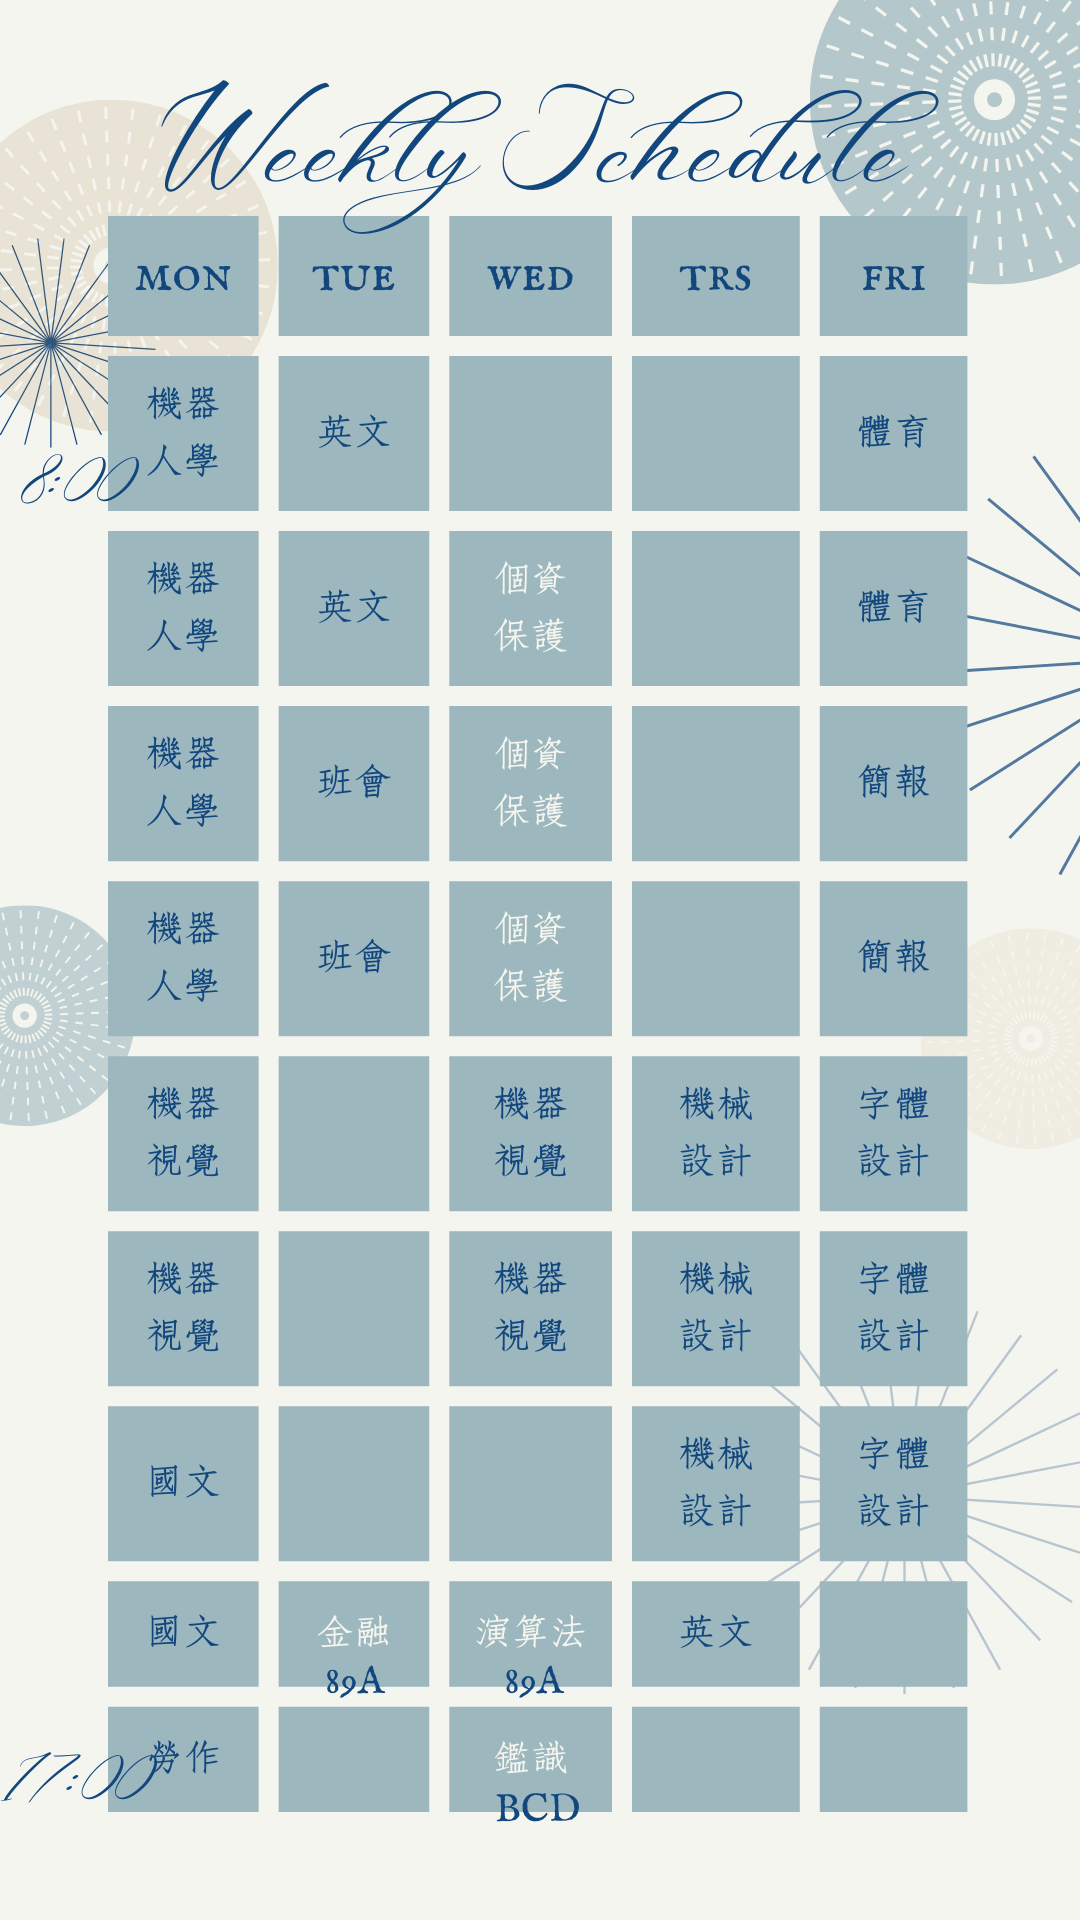 Weekly Schedule
MON TUE WED TRS FRI
8:00
機器
人學
英文
體育
機器
人學
英文
個資
保護
體育
機器
人學
班會
個資
保護
簡報
機器
人學
班會
個資
保護
簡報
機器
視覺
機器
視覺
機械
設計
字體
設計
機器
視覺
機器
視覺
機械
設計
字體
設計
國文
機械
設計
字體
設計
國文
金融
89A
演算法
89A
英文
17:00
勞作
鑑識
BCD